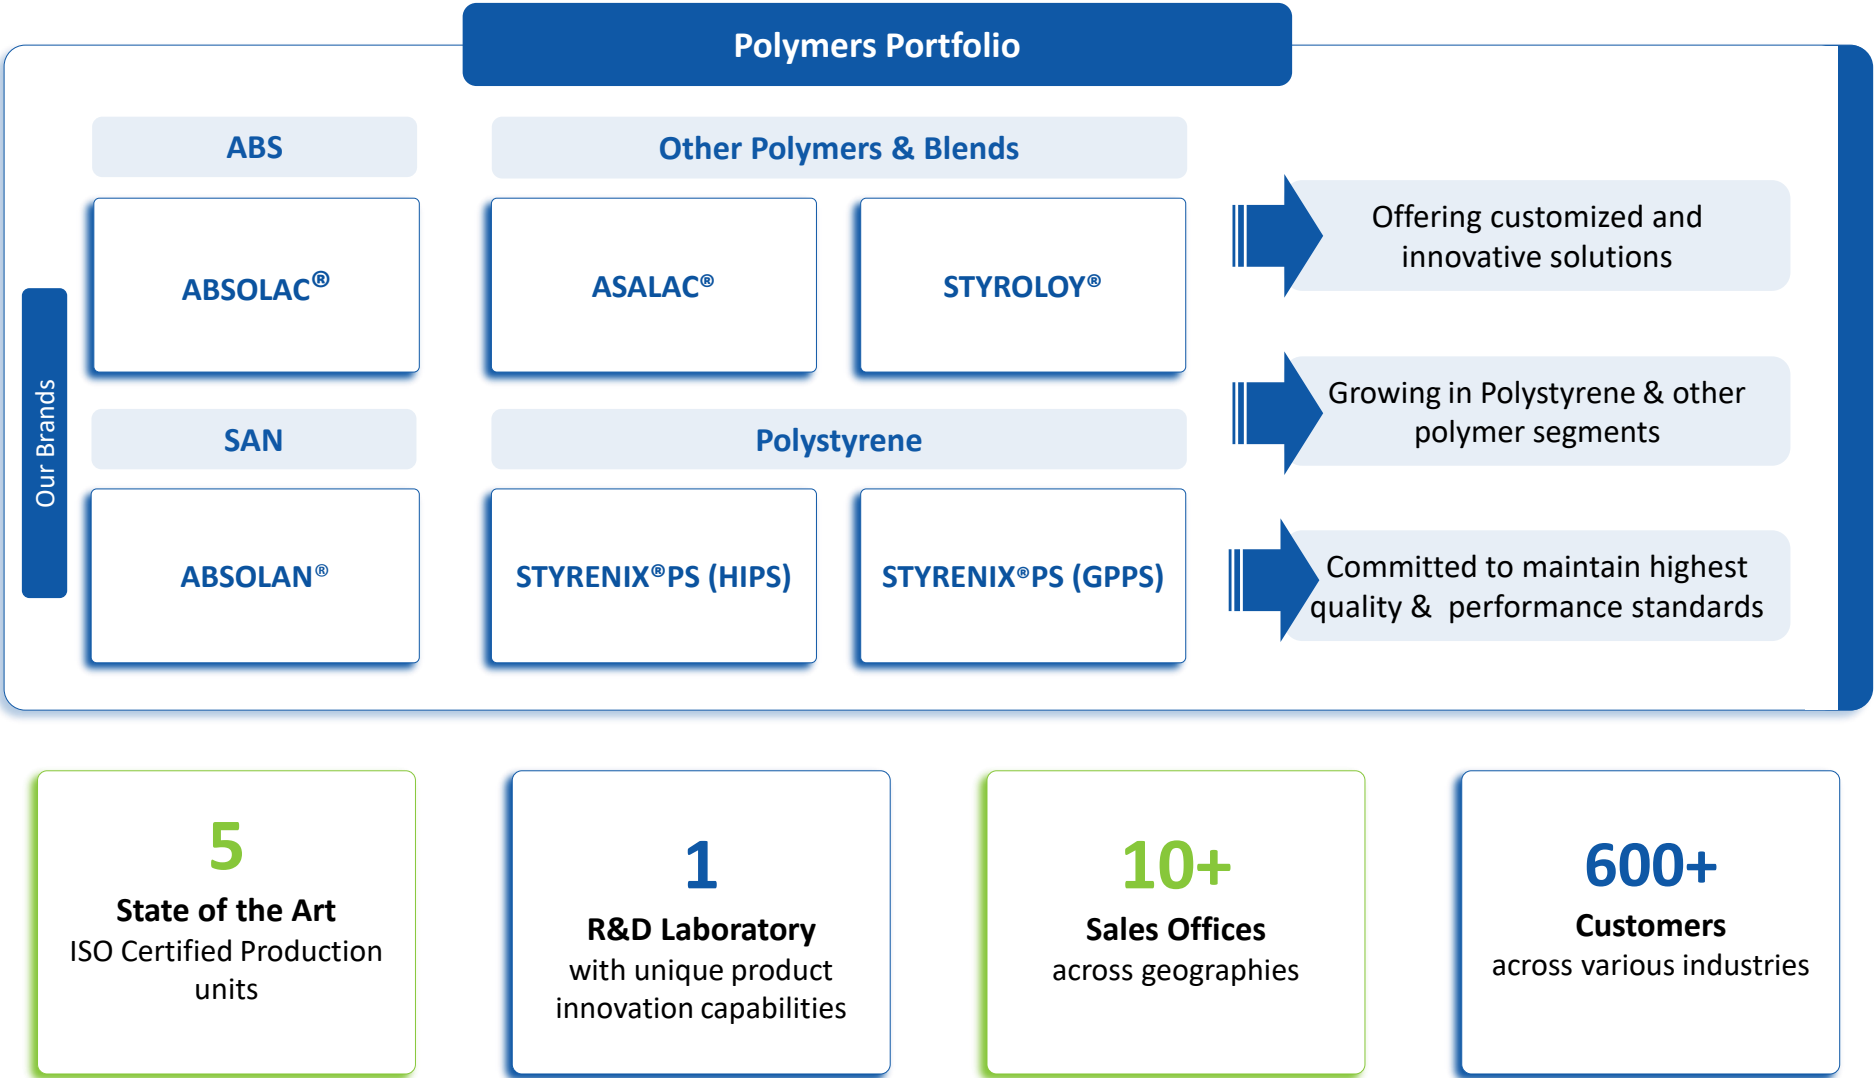 Polymers Portfolio
Our Brands
ABS
ABSOLAC®
Other Polymers & Blends
ASALAC®
STYROLOY®
SAN
ABSOLAN®
Polystyrene
STYRENIX®PS (HIPS)
STYRENIX®PS (GPPS)
Offering customized and
innovative solutions
Growing in Polystyrene & other
polymer segments
Committed to maintain highest
quality &  performance standards
5
State of the Art
ISO Certified Production
units
1
R&D Laboratory
with unique product
innovation capabilities
10+
Sales Offices
across geographies
600+
Customers
across various industries